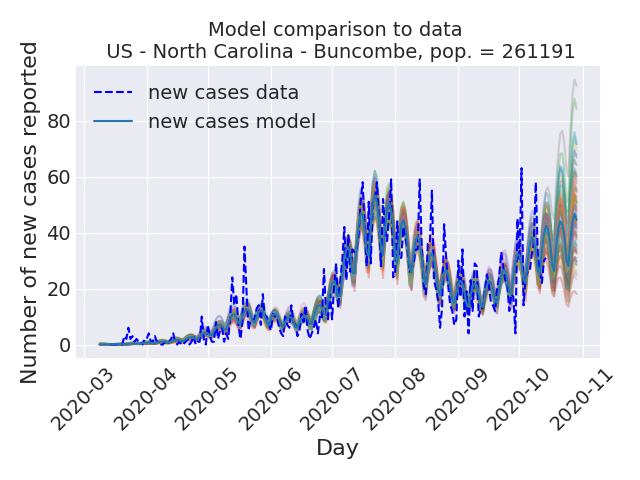 Model comparison to data
US - North Carolina - Buncombe, pop. = 261191
Number of new cases reported
new cases data
new cases model
80
60
40
20
0
2020-03
2020-04
2020-05
2020-06
2020-07
2020-08
2020-09
2020-10
2020-11
Day